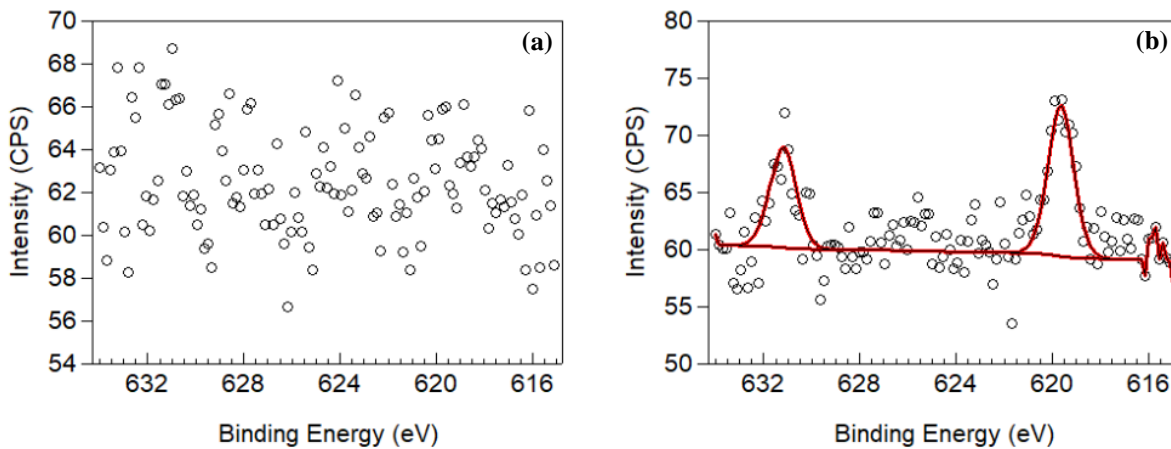 70
68
66
64
62
60
58
56
54
Intensity (CPS)
(a)
632 628 624 620 616
Binding Energy (eV)
80
75
70
65
60
55
50
Intensity (CPS)
(b)
632 628 624 620 616
Binding Energy (eV)